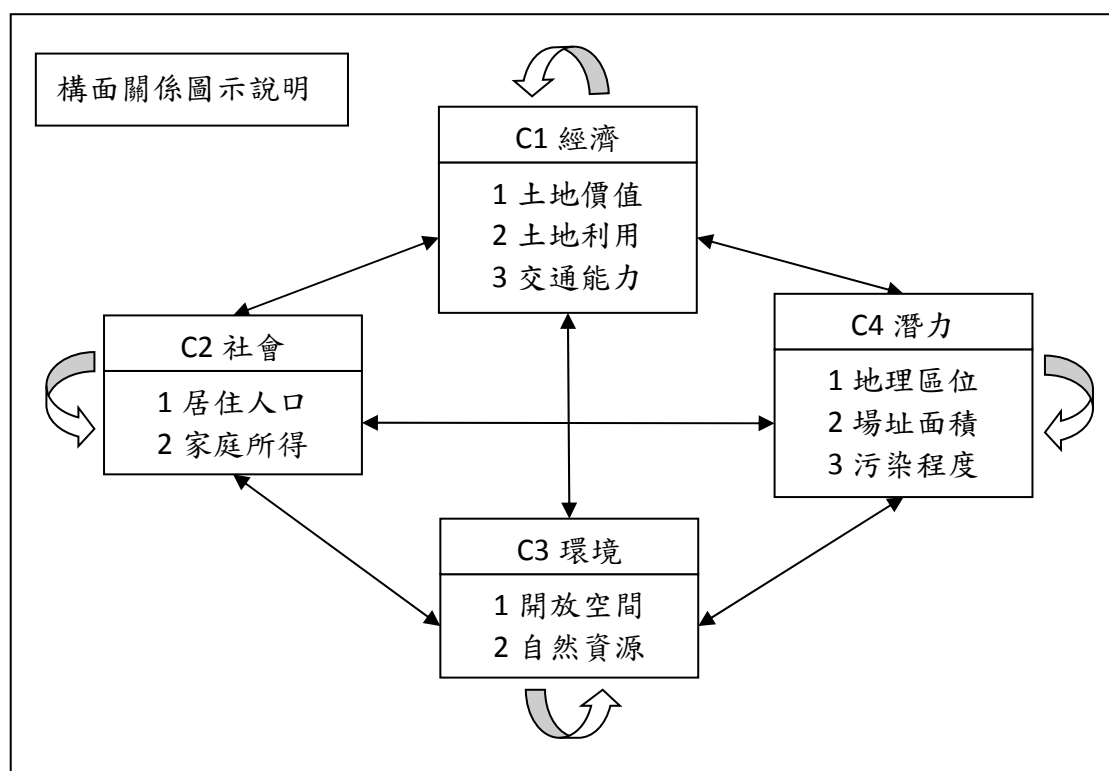 構面關係圖示說明
C1 經濟
1 土地價值
2 土地利用
3 交通能力
C2 社會
1 居住人口
2 家庭所得
C4 潛力
1 地理區位
2 場址面積
3 污染程度
C3 環境
1 開放空間
2 自然資源